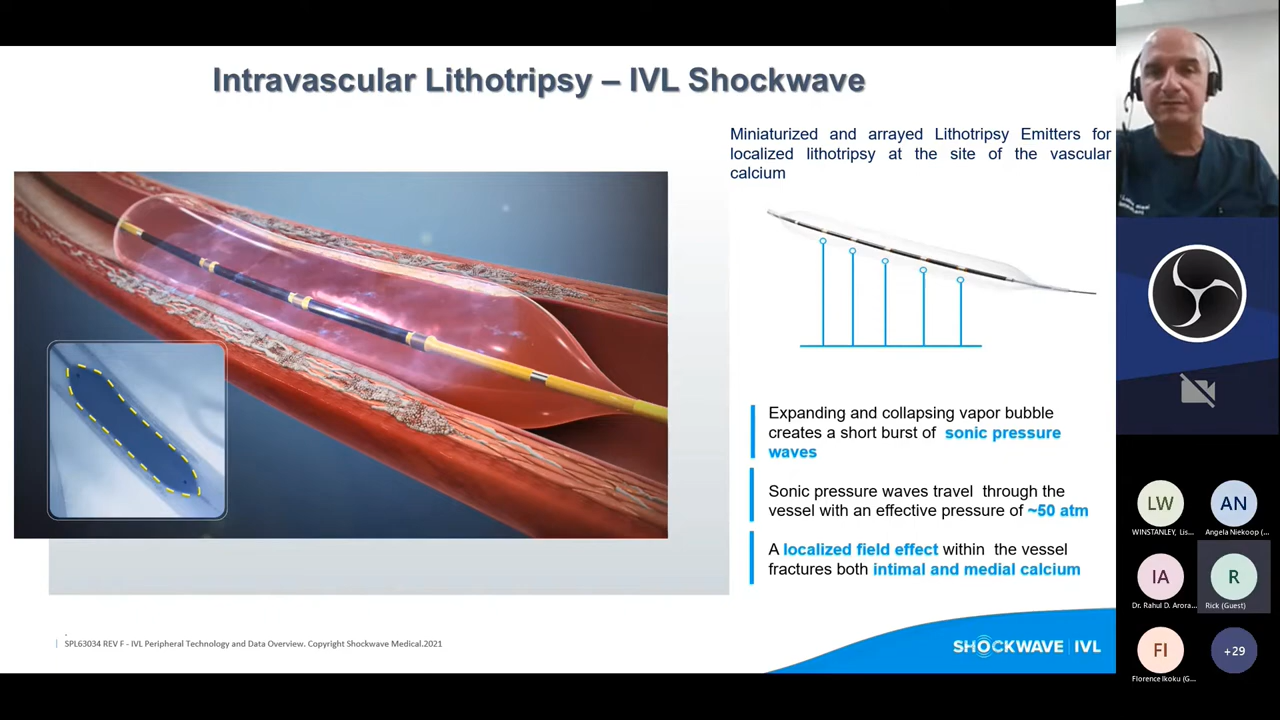 Intravascular Lithotripsy – IVL Shockwave
Miniaturized and arrayed Lithotripsy Emitters for
localized lithotripsy at the site of the vascular
calcium
Expanding and collapsing vapor bubble
creates a short burst of sonic pressure
waves
Sonic pressure waves travel through the
vessel with an effective pressure of ~50 atm
A localized field effect within the vessel
fractures both intimal and medial calcium
SPL63034 REV F - IVL Peripheral Technology and Data Overview. Copyright Shockwave Medical.2021
SHOCKWAVE | IVL
LW
WINSTANLEY, Lis...
AN
Angela Niekoop (...
IA
Dr. Rahul D. Arora...
R
Rick (Guest)
FI
Florence Ikoku (G...
+29